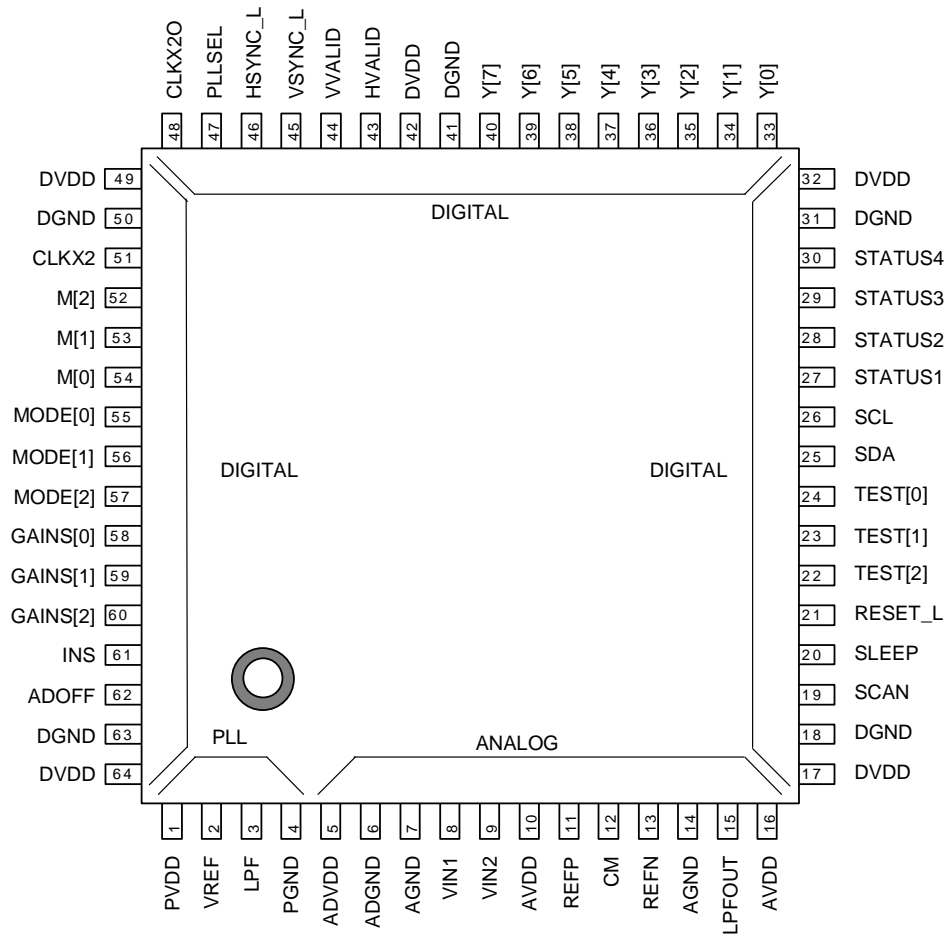 CLKX2O
PLLSEL
HSYNC_L
VSYNC_L
VVALID
HVALID
DVDD
DGND
Y[7]
Y[6]
Y[5]
Y[4]
Y[3]
Y[2]
Y[1]
Y[0]
48
47
46
45
44
43
42
41
40
39
38
37
36
35
34
33
DVDD 49
DGND 50
CLKX2 51
M[2] 52
M[1] 53
M[0] 54
MODE[0] 55
MODE[1] 56
MODE[2] 57
GAINS[0] 58
GAINS[1] 59
GAINS[2] 60
INS 61
ADOFF 62
DGND 63
DVDD 64
DIGITAL
DIGITAL
DIGITAL
PLL
ANALOG
32 DVDD
31 DGND
30 STATUS4
29 STATUS3
28 STATUS2
27 STATUS1
26 SCL
25 SDA
24 TEST[0]
23 TEST[1]
22 TEST[2]
21 RESET_L
20 SLEEP
19 SCAN
18 DGND
17 DVDD
1
2
3
4
5
6
7
8
9
10
11
12
13
14
15
16
PVDD
VREF
LPF
PGND
ADVDD
ADGND
AGND
VIN1
VIN2
AVDD
REFP
CM
REFN
AGND
LPFOUT
AVDD